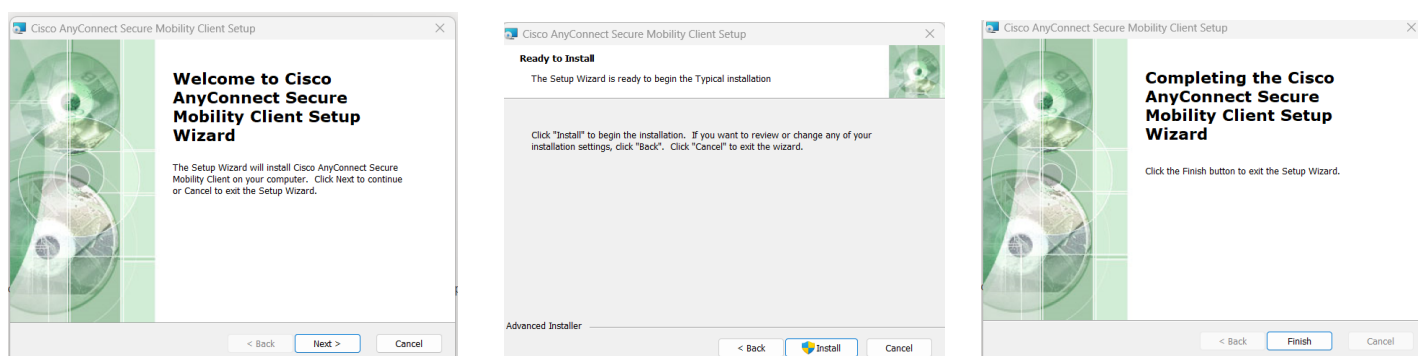 Cisco AnyConnect Secure Mobility Client Setup
Welcome to Cisco
AnyConnect Secure
Mobility Client Setup
Wizard
The Setup Wizard will install Cisco AnyConnect Secure
Mobility Client on your computer. Click Next to continue
or Cancel to exit the Setup Wizard.
< Back
Next >
Cancel
Cisco AnyConnect Secure Mobility Client Setup
Ready to Install
The Setup Wizard is ready to begin the Typical installation
Click "Install" to begin the installation. If you want to review or change any of your
installation settings, click "Back". Click "Cancel" to exit the wizard.
Advanced Installer
< Back
Install
Cancel
Cisco AnyConnect Secure Mobility Client Setup
Completing the Cisco
AnyConnect Secure
Mobility Client Setup
Wizard
Click the Finish button to exit the Setup Wizard.
< Back
Finish
Cancel